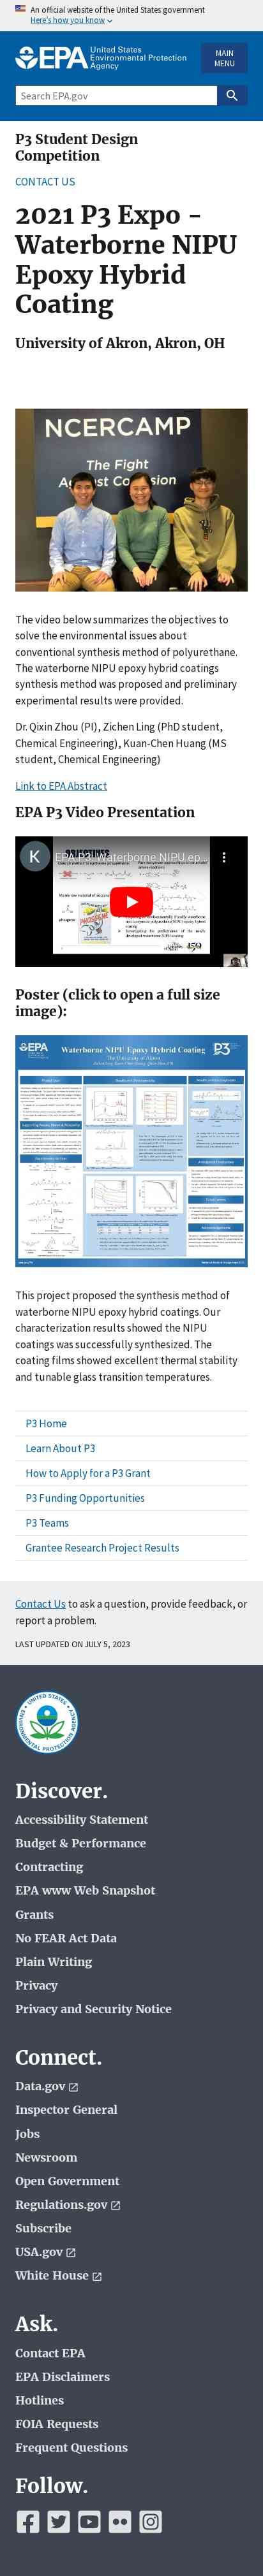 An official website of the United States government
Here's how you know
EPA United States
Environmental Protection
Agency
MAIN
MENU
Search EPA.gov
P3 Student Design
Competition
CONTACT US
2021 P3 Expo -
Waterborne NIPU
Epoxy Hybrid
Coating
University of Akron, Akron, OH
NCERCAMP
The Fight
Against Corrosion
The video below summarizes the objectives to
solve the environmental issues about
conventional synthesis method of polyurethane.
The waterborne NIPU epoxy hybrid coatings
synthesis method was proposed and preliminary
experimental results were provided.
Dr. Qixin Zhou (PI), Zichen Ling (PhD student,
Chemical Engineering), Kuan-Chen Huang (MS
student, Chemical Engineering)
Link to EPA Abstract
EPA P3 Video Presentation
K
EPA P3: Waterborne NIPU ep...
OBJECTIVES
Poster (click to open a full size
image):
Waterborne NIPU Epoxy Hybrid Coating
The University of Akron
P3
This project proposed the synthesis method of
waterborne NIPU epoxy hybrid coatings. Our
characterization results showed the NIPU
coatings was successfully synthesized. The
coating films showed excellent thermal stability
and tunable glass transition temperatures.
P3 Home
Learn About P3
How to Apply for a P3 Grant
P3 Funding Opportunities
P3 Teams
Grantee Research Project Results
Contact Us to ask a question, provide feedback, or
report a problem.
LAST UPDATED ON JULY 5, 2023
UNITED STATES ENVIRONMENTAL PROTECTION AGENCY
Discover.
Accessibility Statement
Budget & Performance
Contracting
EPA www Web Snapshot
Grants
No FEAR Act Data
Plain Writing
Privacy
Privacy and Security Notice
Connect.
Data.gov
Inspector General
Jobs
Newsroom
Open Government
Regulations.gov
Subscribe
USA.gov
White House
Ask.
Contact EPA
EPA Disclaimers
Hotlines
FOIA Requests
Frequent Questions
Follow.